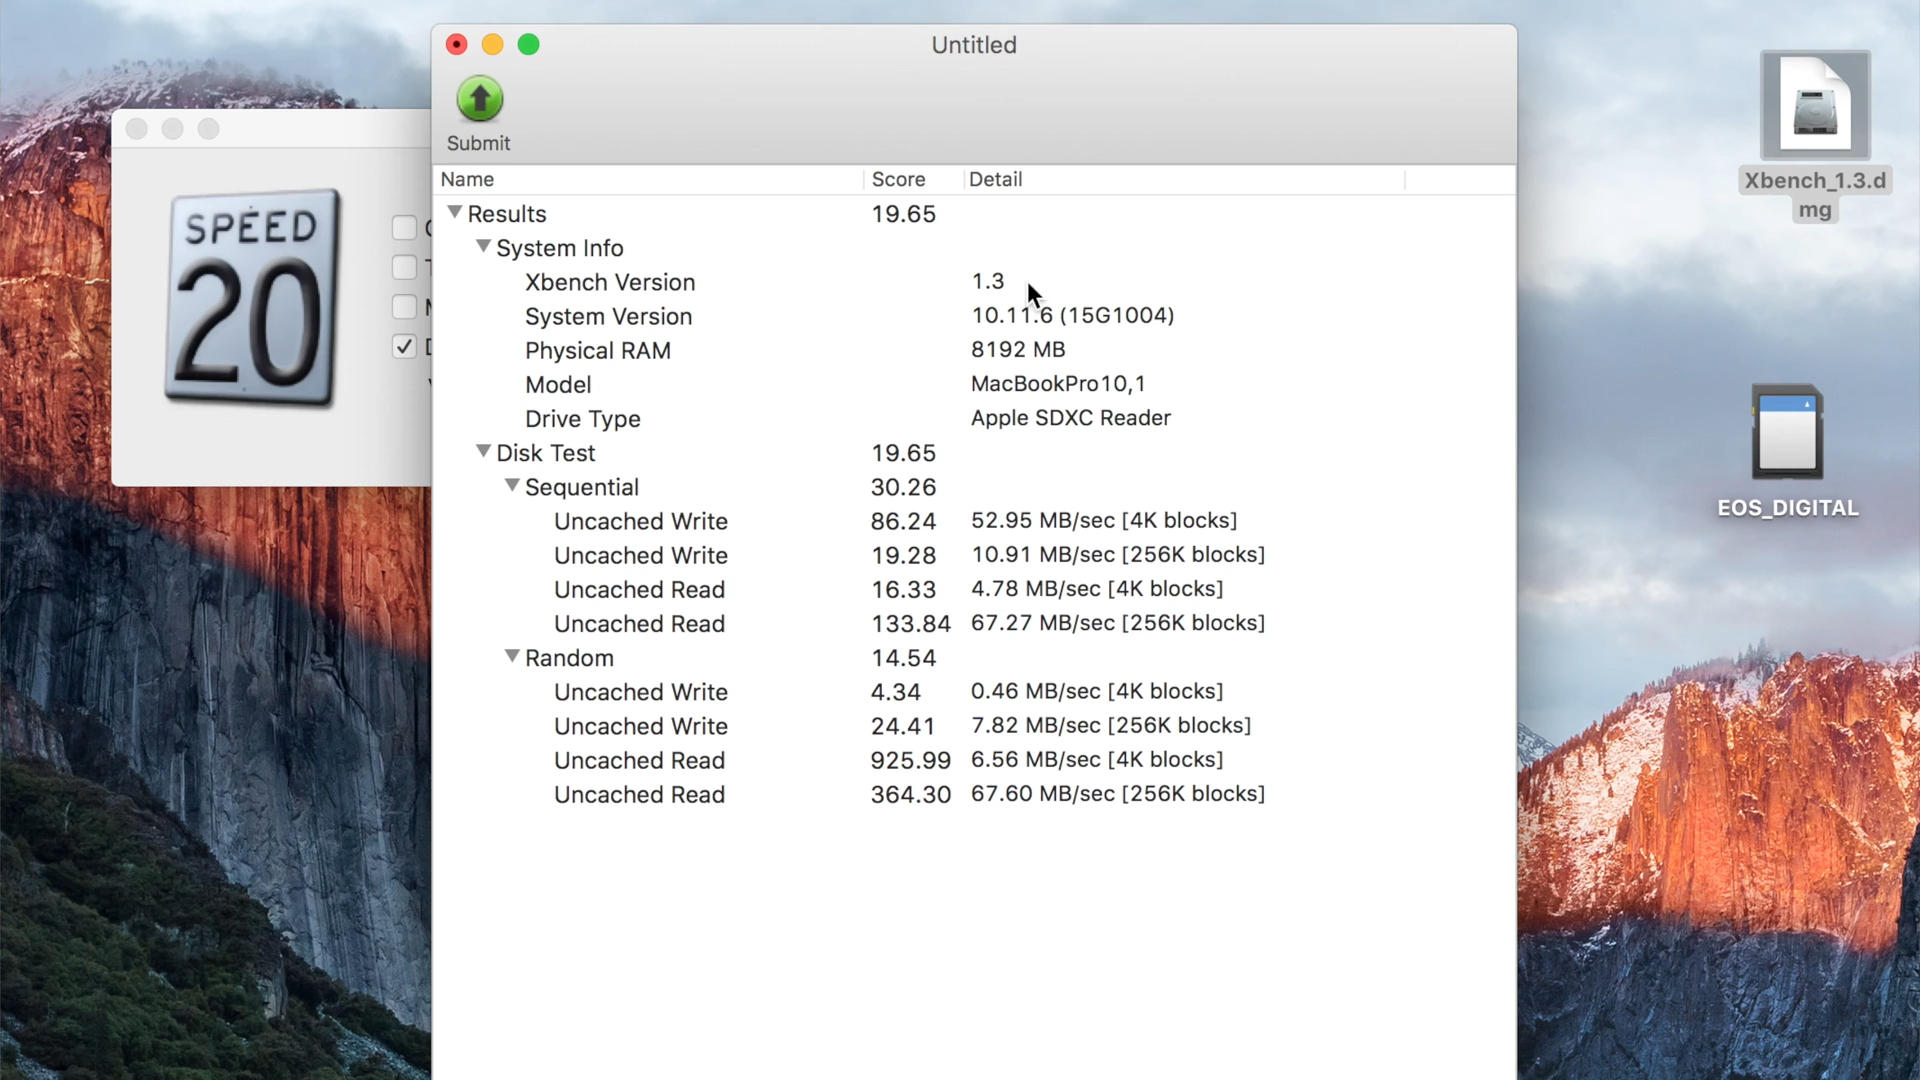 Untitled
Submit
Name Score Detail
Results 19.65
System Info
Xbench Version 1.3
System Version 10.11.6 (15G1004)
Physical RAM 8192 MB
Model MacBookPro10,1
Drive Type Apple SDXC Reader
Disk Test 19.65
Sequential 30.26
Uncached Write 86.24 52.95 MB/sec [4K blocks]
Uncached Write 19.28 10.91 MB/sec [256K blocks]
Uncached Read 16.33 4.78 MB/sec [4K blocks]
Uncached Read 133.84 67.27 MB/sec [256K blocks]
Random 14.54
Uncached Write 4.34 0.46 MB/sec [4K blocks]
Uncached Write 24.41 7.82 MB/sec [256K blocks]
Uncached Read 925.99 6.56 MB/sec [4K blocks]
Uncached Read 364.30 67.60 MB/sec [256K blocks]
SPEED
20
Xbench_1.3.d
mg
EOS_DIGITAL